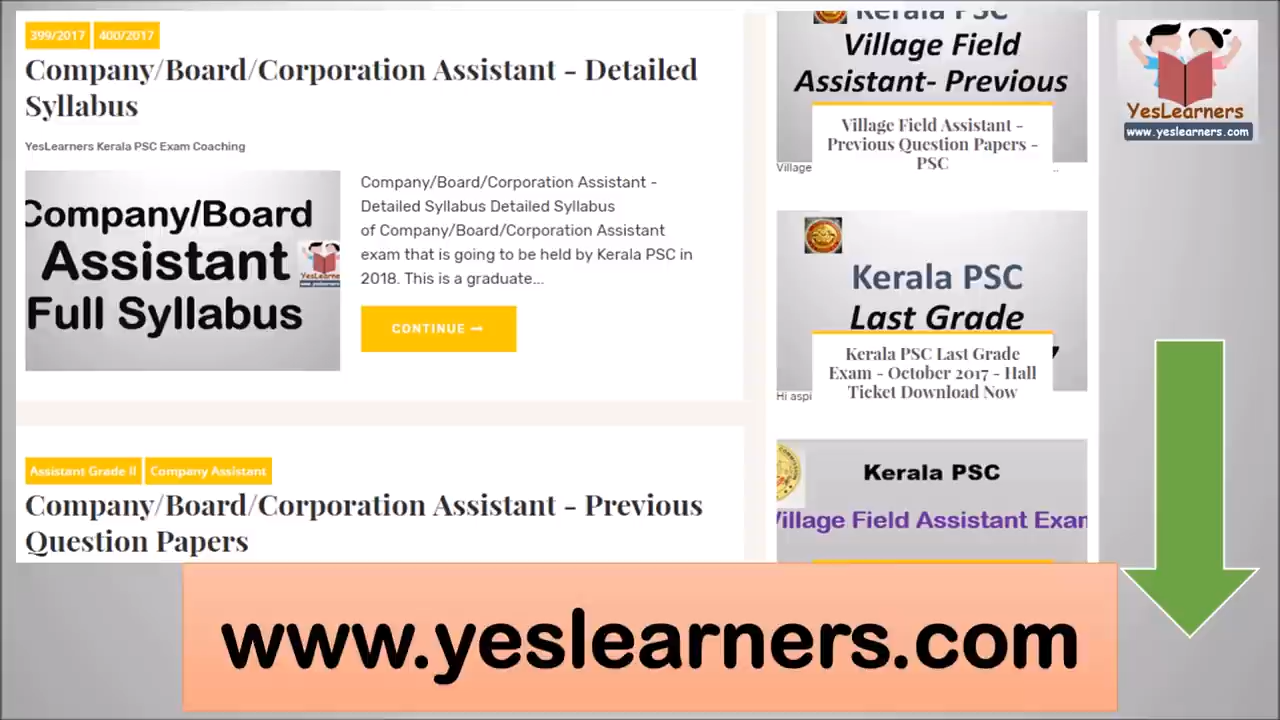 399/2017 400/2017
Company/Board/Corporation Assistant - Detailed
Syllabus
YesLearners Kerala PSC Exam Coaching
Company/Board
Assistant
Full Syllabus
YesLearners
Company/Board/Corporation Assistant -
Detailed Syllabus Detailed Syllabus
of Company/Board/Corporation Assistant
exam that is going to be held by Kerala PSC in
2018. This is a graduate...
CONTINUE
Assistant Grade II Company Assistant
Company/Board/Corporation Assistant - Previous
Question Papers
Kerala PSC
Village Field
Assistant- Previous
Village Field Assistant -
Previous Question Papers -
PSC
Village ..
Kerala PSC
Last Grade
Kerala PSC Last Grade
Exam - October 2017 - Hall
Ticket Download Now
Hi aspi
Kerala PSC
Village Field Assistant Exam
YesLearners
www.yeslearners.com
www.yeslearners.com